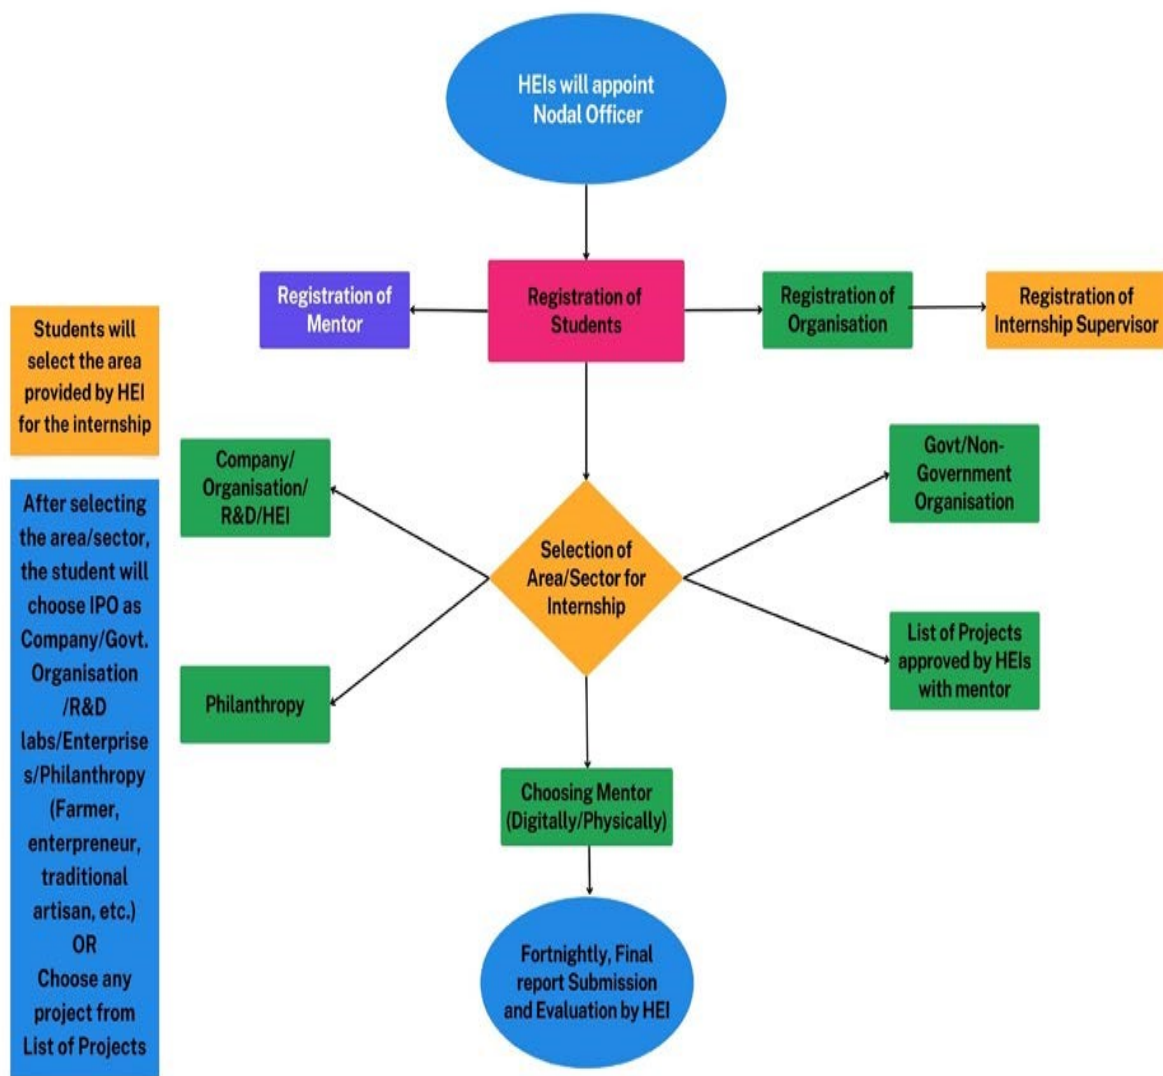 HEIs will appoint
Nodal Officer
Registration of
Mentor
Registration of
Students
Registration of
Organisation
Registration of
Internship Supervisor
Students will
select the area
provided by HEI
for the internship
After selecting
the area/sector,
the student will
choose IPO as
Company/Govt.
Organisation
/R&D
labs/Enterprise
s/Philanthropy
(Farmer,
enterpreneur,
traditional
artisan, etc.)
OR
Choose any
project from
List of Projects
Company/
Organisation/
R&D/HEI
Govt/Non-
Government
Organisation
Selection of
Area/Sector for
Internship
Philanthropy
List of Projects
approved by HEIs
with mentor
Choosing Mentor
(Digitally/Physically)
Fortnightly, Final
report Submission
and Evaluation by HEI